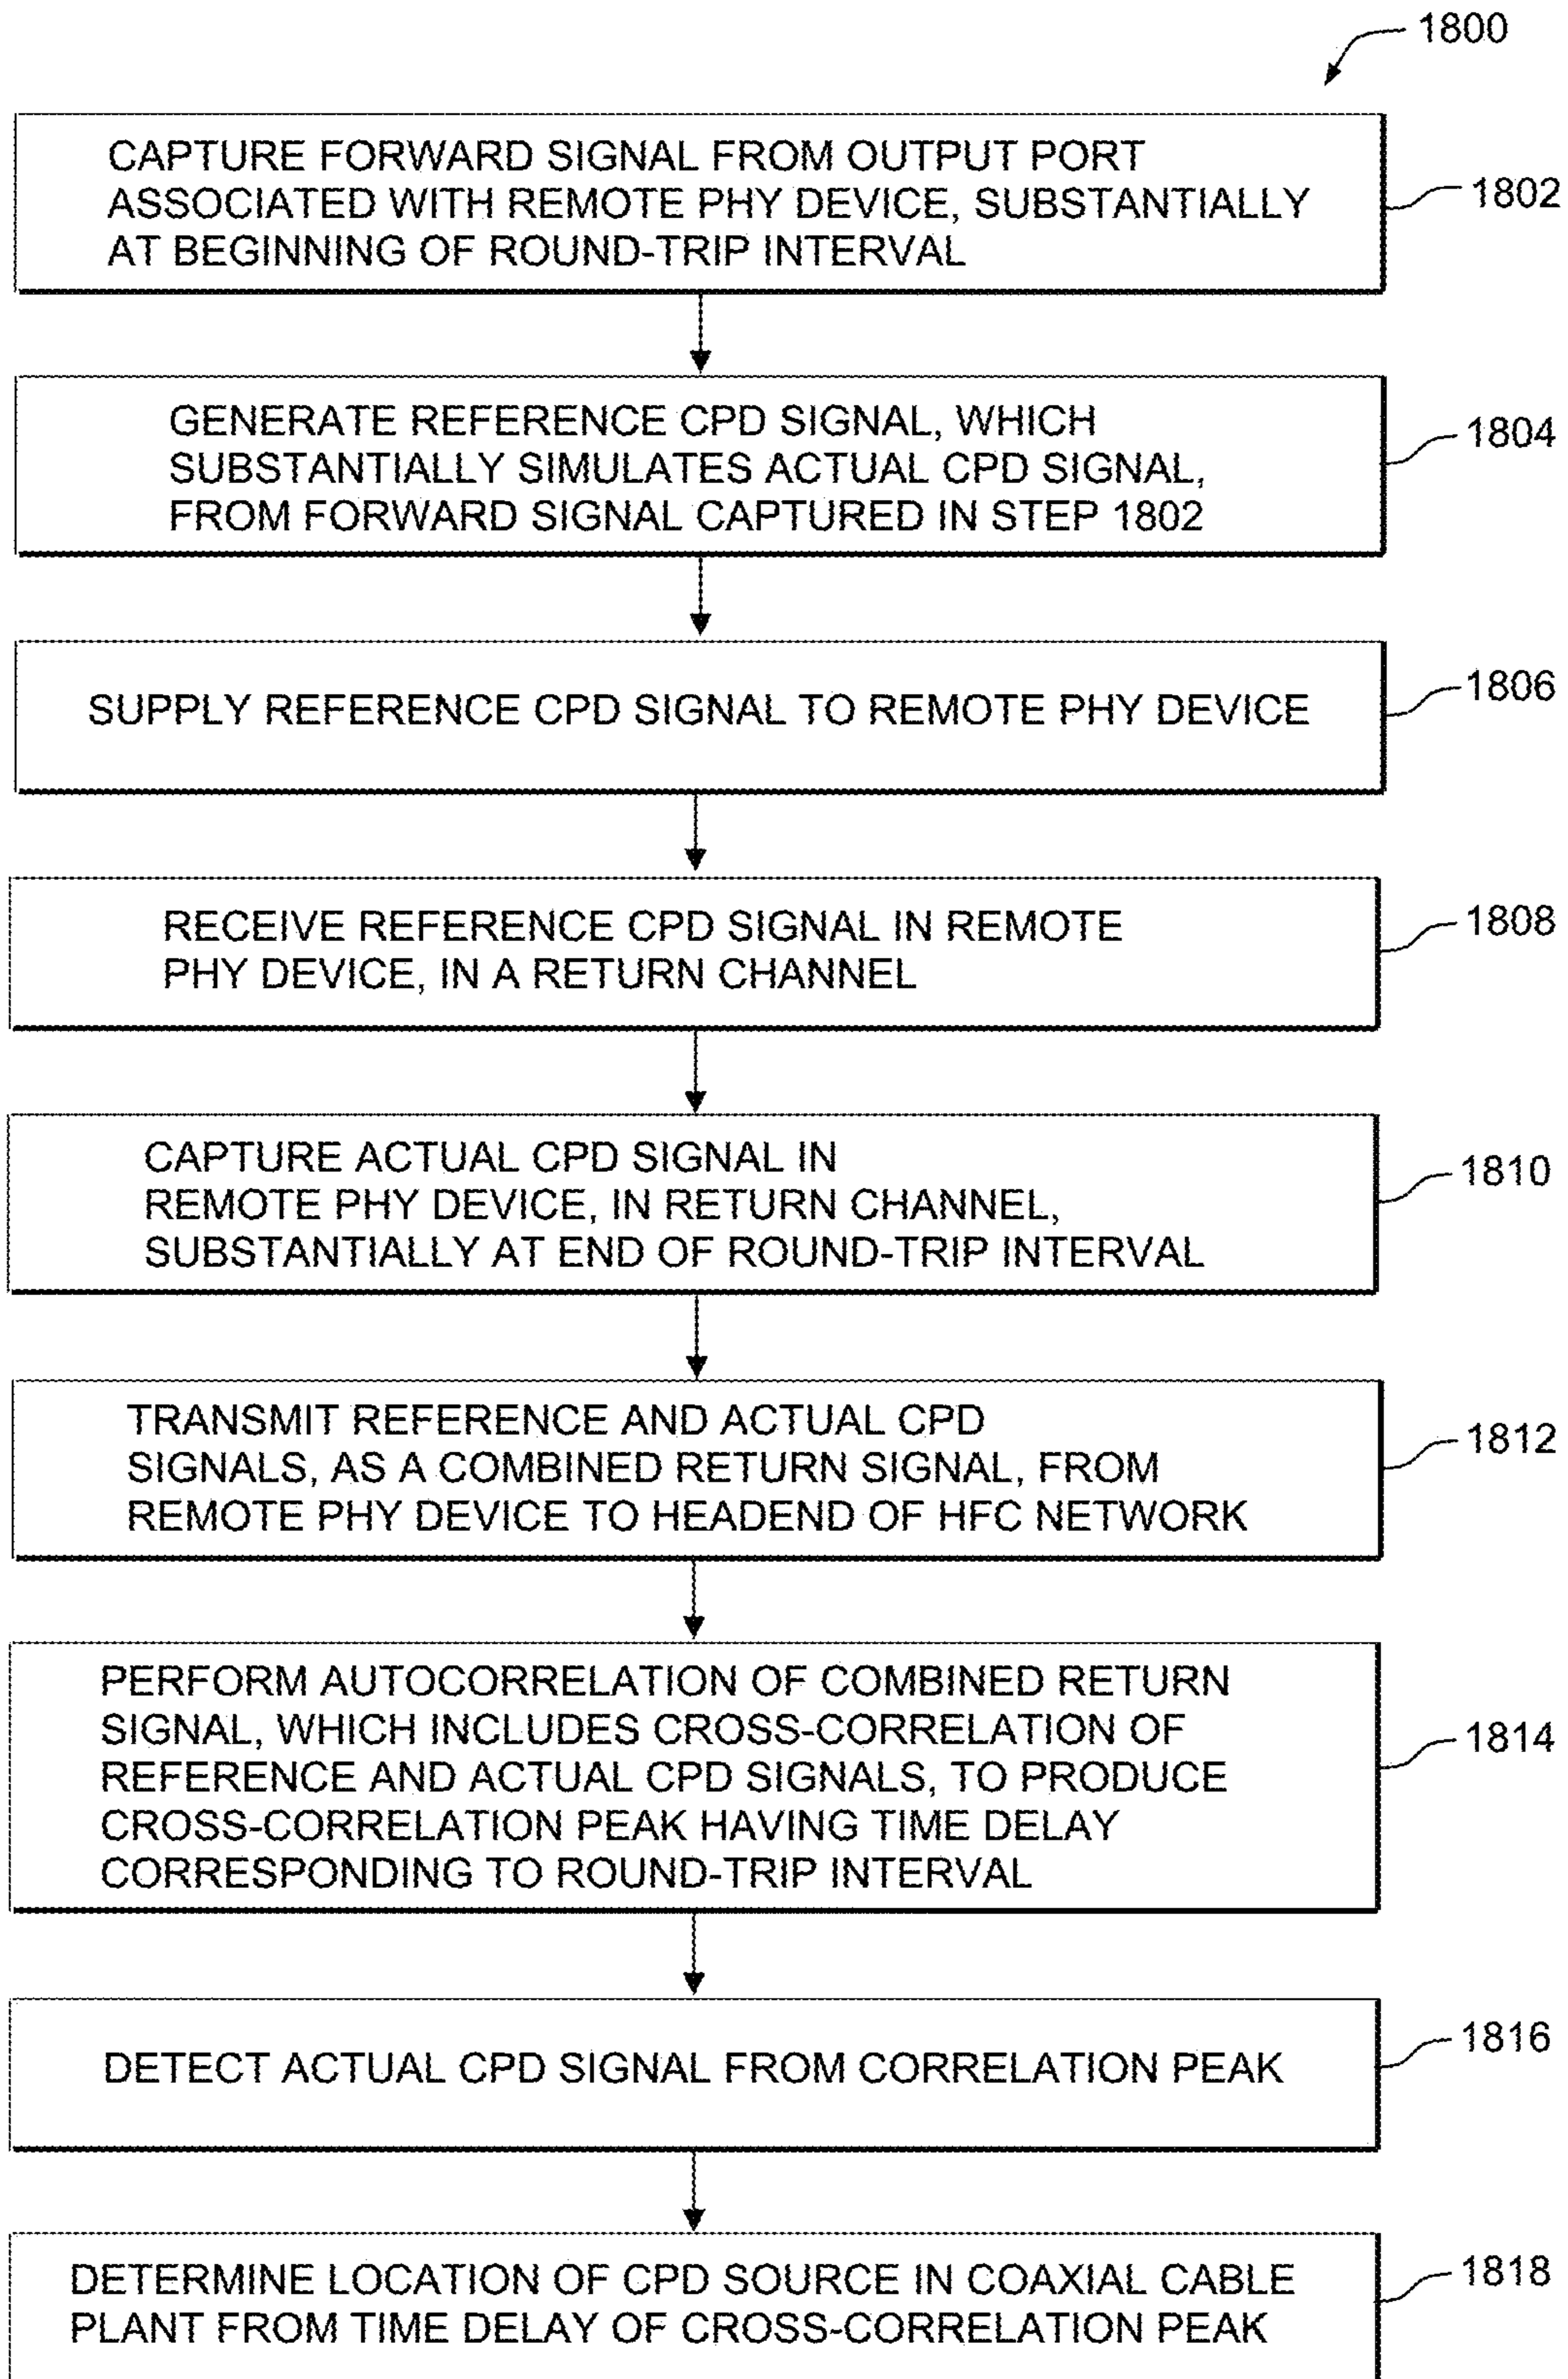 1800
CAPTURE FORWARD SIGNAL FROM OUTPUT PORT
ASSOCIATED WITH REMOTE PHY DEVICE, SUBSTANTIALLY
AT BEGINNING OF ROUND-TRIP INTERVAL
1802
GENERATE REFERENCE CPD SIGNAL, WHICH
SUBSTANTIALLY SIMULATES ACTUAL CPD SIGNAL,
FROM FORWARD SIGNAL CAPTURED IN STEP 1802
1804
SUPPLY REFERENCE CPD SIGNAL TO REMOTE PHY DEVICE
1806
RECEIVE REFERENCE CPD SIGNAL IN REMOTE
PHY DEVICE, IN A RETURN CHANNEL
1808
CAPTURE ACTUAL CPD SIGNAL IN
REMOTE PHY DEVICE, IN RETURN CHANNEL,
SUBSTANTIALLY AT END OF ROUND-TRIP INTERVAL
1810
TRANSMIT REFERENCE AND ACTUAL CPD
SIGNALS, AS A COMBINED RETURN SIGNAL, FROM
REMOTE PHY DEVICE TO HEADEND OF HFC NETWORK
1812
PERFORM AUTOCORRELATION OF COMBINED RETURN
SIGNAL, WHICH INCLUDES CROSS-CORRELATION OF
REFERENCE AND ACTUAL CPD SIGNALS, TO PRODUCE
CROSS-CORRELATION PEAK HAVING TIME DELAY
CORRESPONDING TO ROUND-TRIP INTERVAL
1814
DETECT ACTUAL CPD SIGNAL FROM CORRELATION PEAK
1816
DETERMINE LOCATION OF CPD SOURCE IN COAXIAL CABLE
PLANT FROM TIME DELAY OF CROSS-CORRELATION PEAK
1818